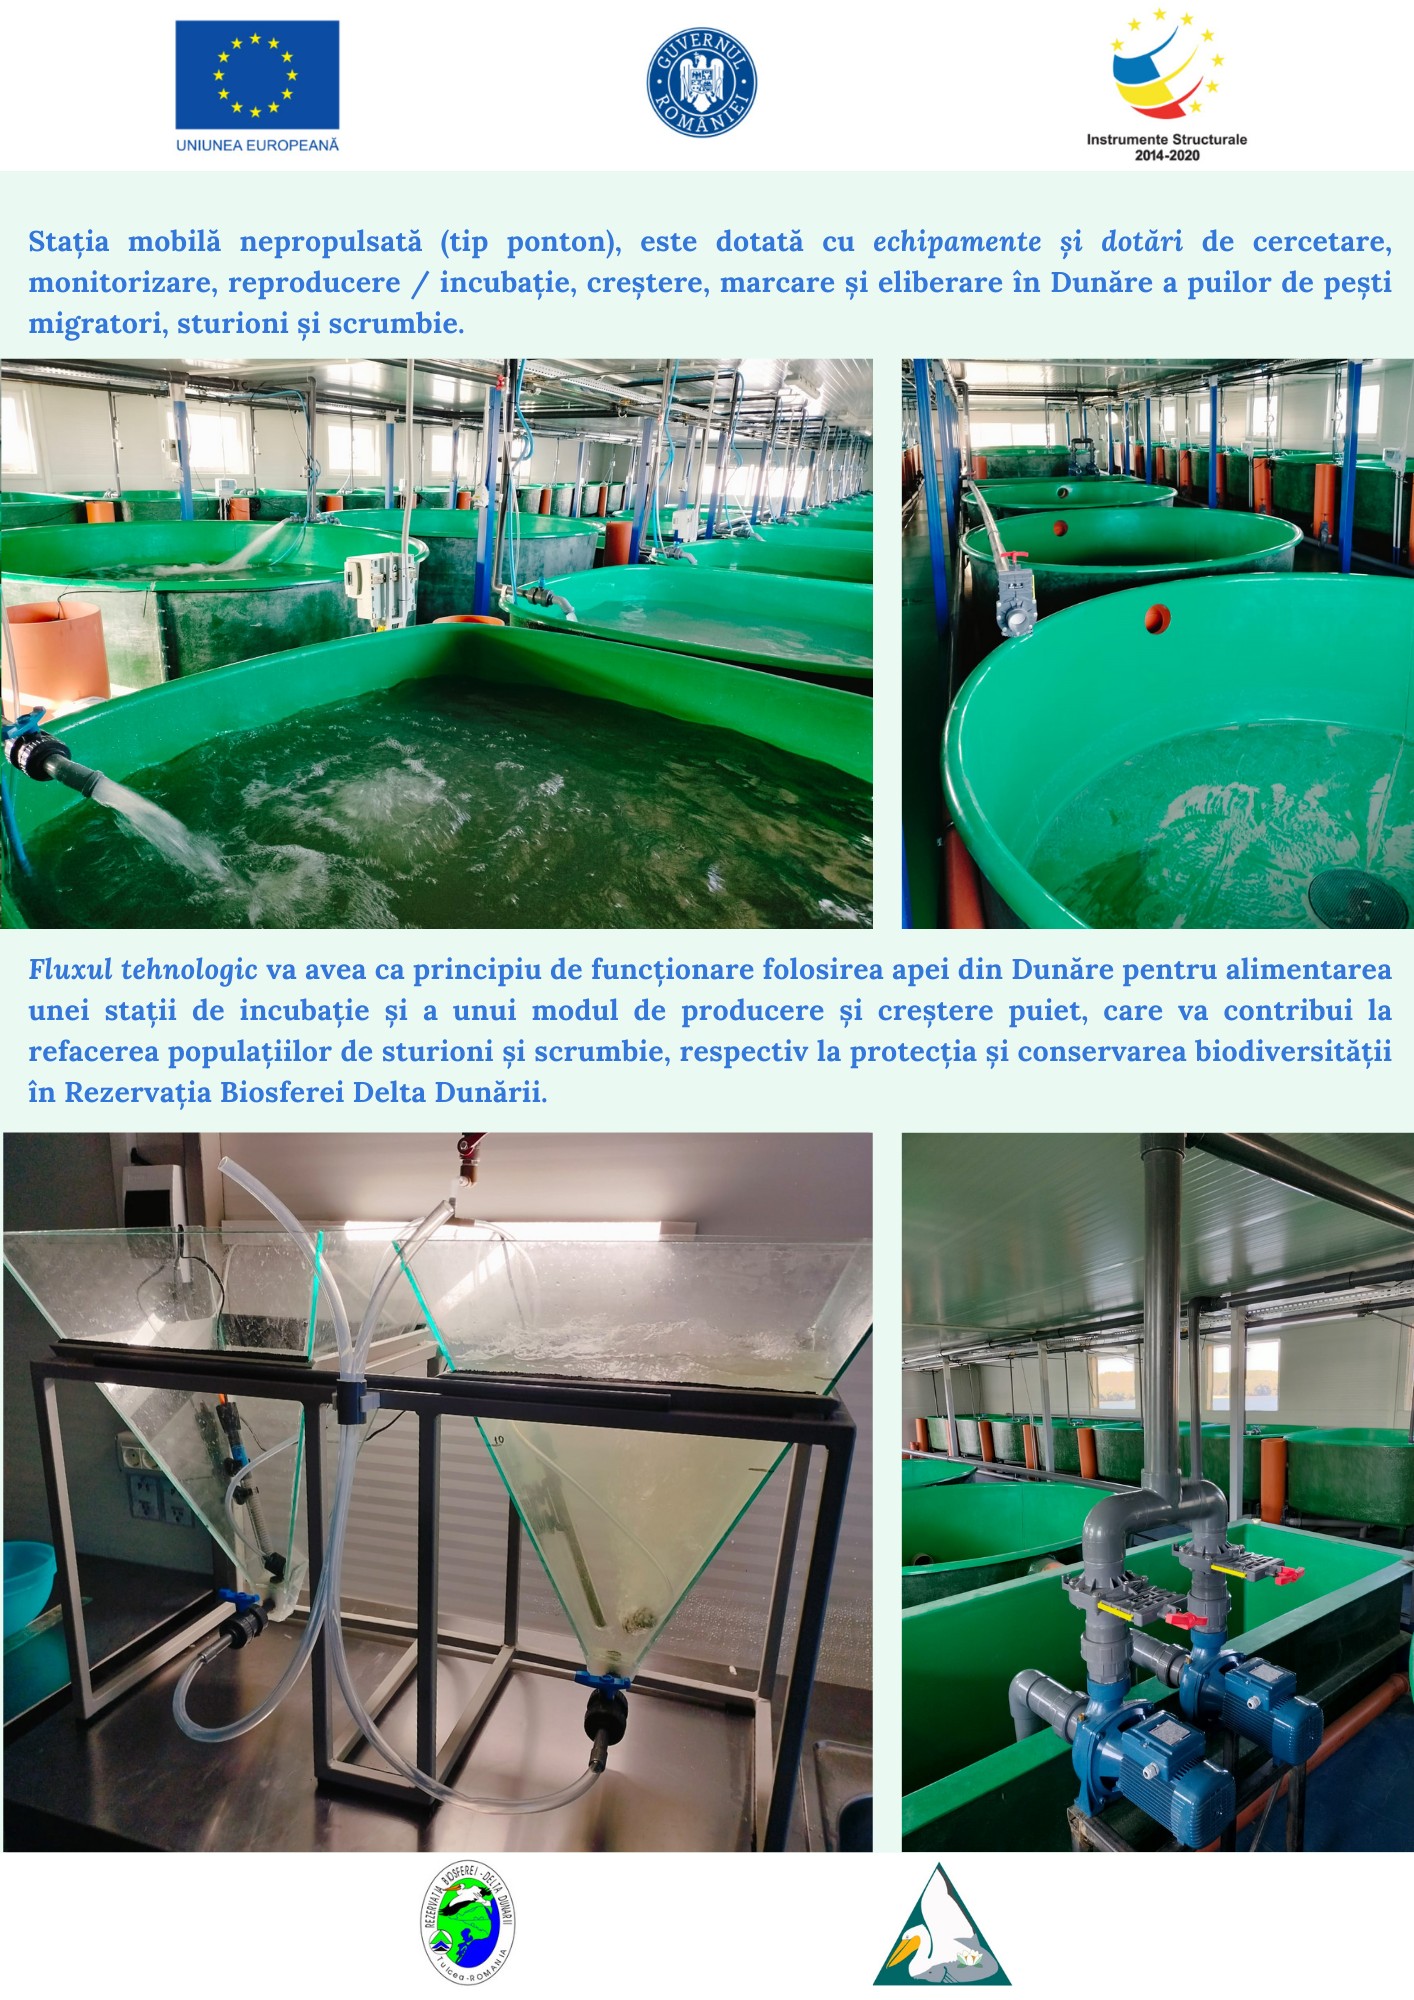 UNIUNEA EUROPEANĂ
GUVERNUL ROMÂNIEI
Instrumente Structurale
2014-2020
Stația mobilă nepropulsată (tip ponton), este dotată cu echipamente și dotări de cercetare,
monitorizare, reproducere / incubație, creștere, marcare și eliberare în Dunăre a puilor de pești
migratori, sturioni și scrumbie.
Fluxul tehnologic va avea ca principiu de funcționare folosirea apei din Dunăre pentru alimentarea
unei stații de incubație și a unui modul de producere și creștere puiet, care va contribui la
refacerea populațiilor de sturioni și scrumbie, respectiv la protecția și conservarea biodiversității
în Rezervația Biosferei Delta Dunării.
10
REZERVATIA BIOSFEREI - DELTA DUNARII
Tulcea-ROMANIA